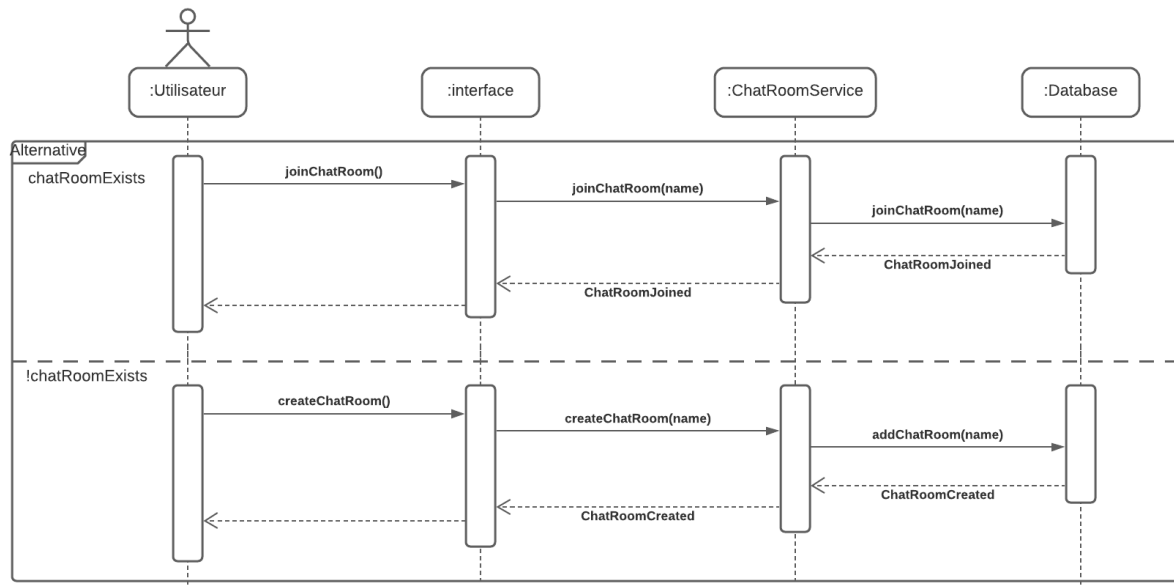 :Utilisateur
:interface
:ChatRoomService
:Database
Alternative
chatRoomExists
joinChatRoom()
joinChatRoom(name)
joinChatRoom(name)
ChatRoomJoined
ChatRoomJoined
!chatRoomExists
createChatRoom()
createChatRoom(name)
addChatRoom(name)
ChatRoomCreated
ChatRoomCreated